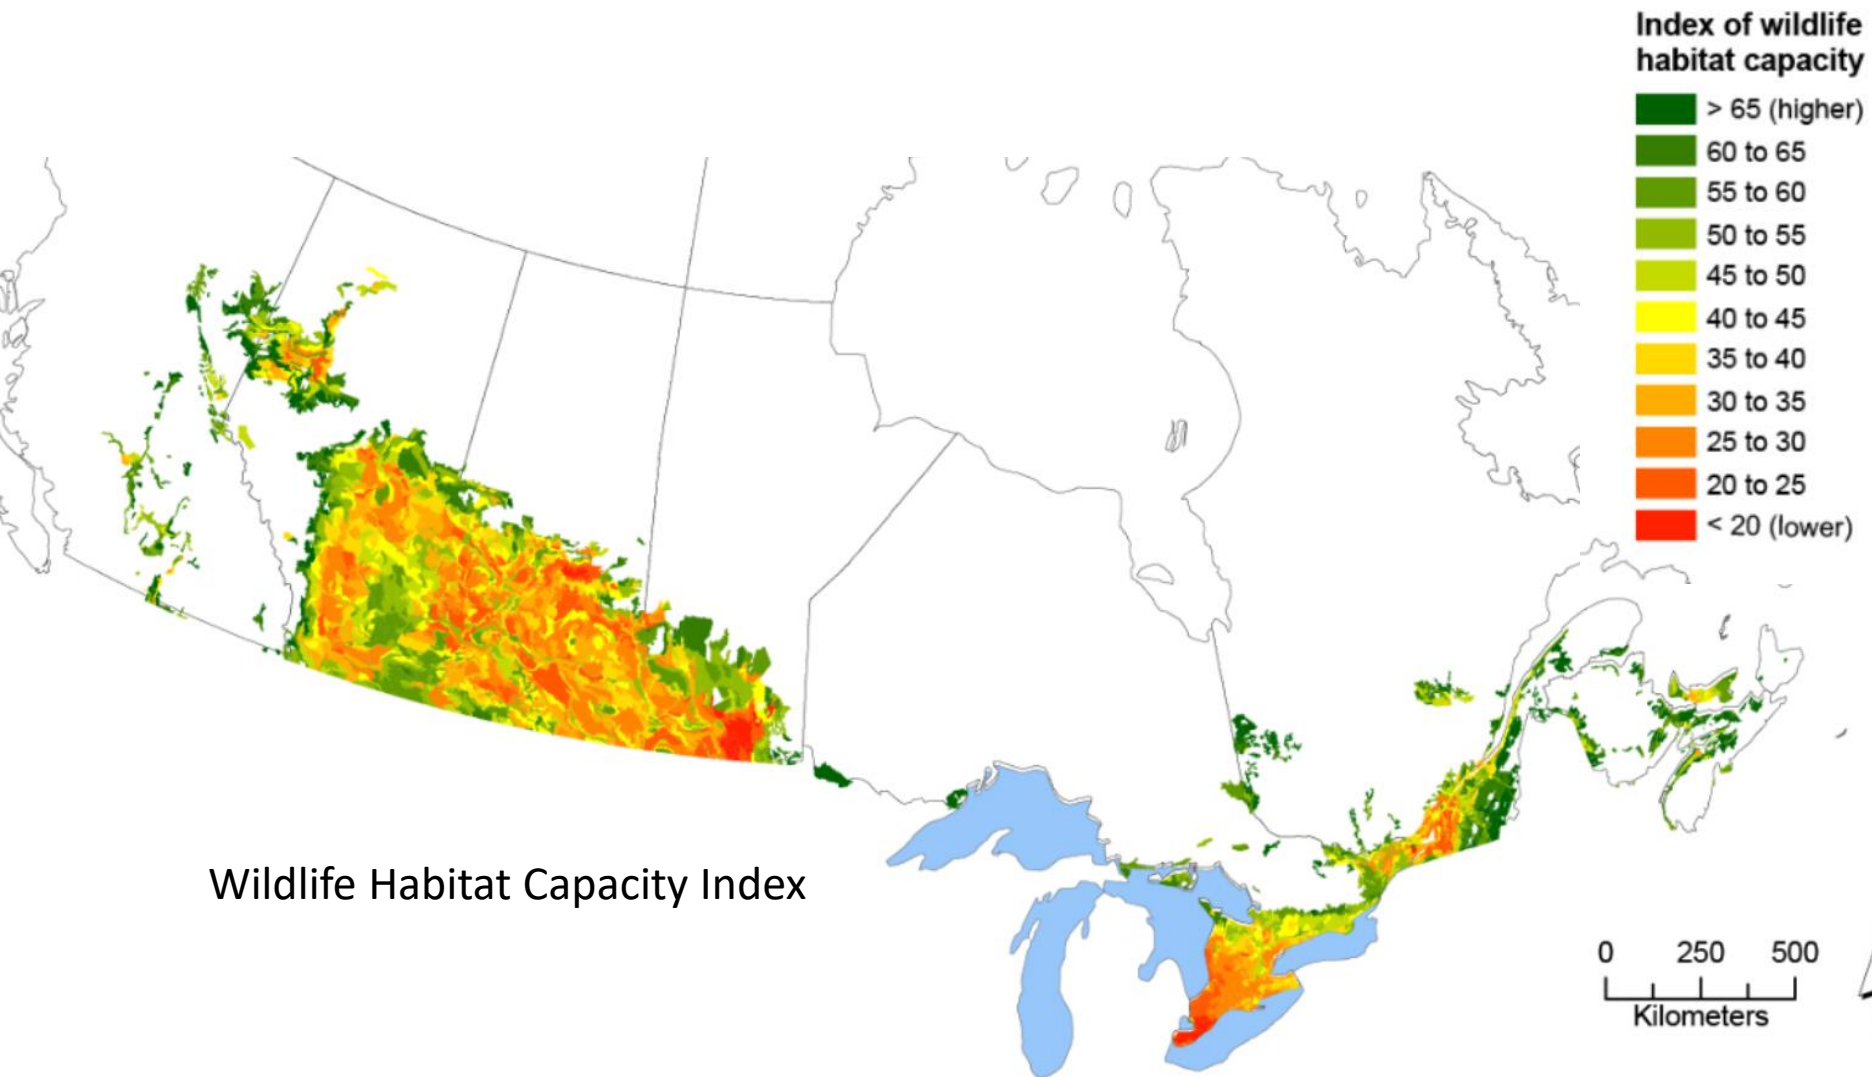 Index of wildlife
habitat capacity
> 65 (higher)
60 to 65
55 to 60
50 to 55
45 to 50
40 to 45
35 to 40
30 to 35
25 to 30
20 to 25
< 20 (lower)
Wildlife Habitat Capacity Index
0 250 500
Kilometers